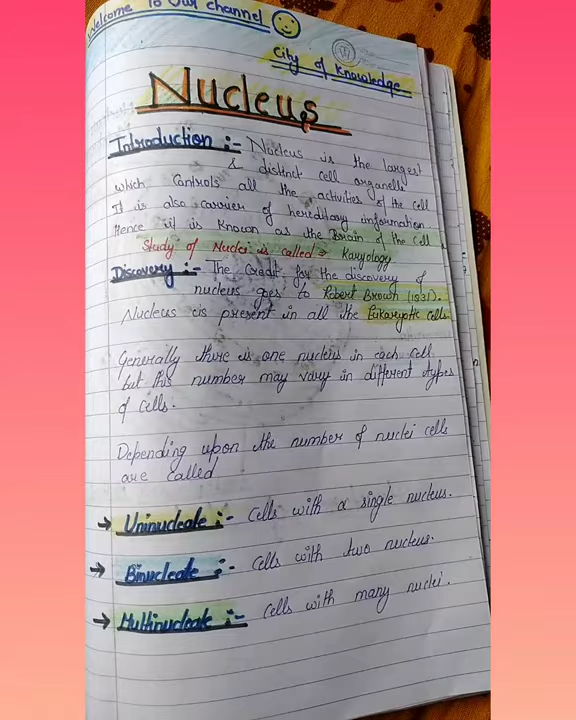 Welcome To Our Channel
City of Knowledge
Nucleus
Introduction :- Nucleus is the largest
& distinct cell organelle
which controls all the activities of the cell
It is also carrier of hereditary information
Hence it is known as the Brain of the cell
Study of Nuclei is called → Karyology
Discovery :- The credit for the discovery of
nucleus goes to Robert Brown (1831).
Nucleus is present in all the Eukaryotic cells
Generally there is one nucleus in each cell.
but this number may vary in different types
of cells.
Depending upon the number of nuclei cells
are called
→ Uninucleate :- Cells with a single nucleus.
→ Binucleate :- Cells with two nucleus.
→ Multinucleate :- Cells with many nuclei.